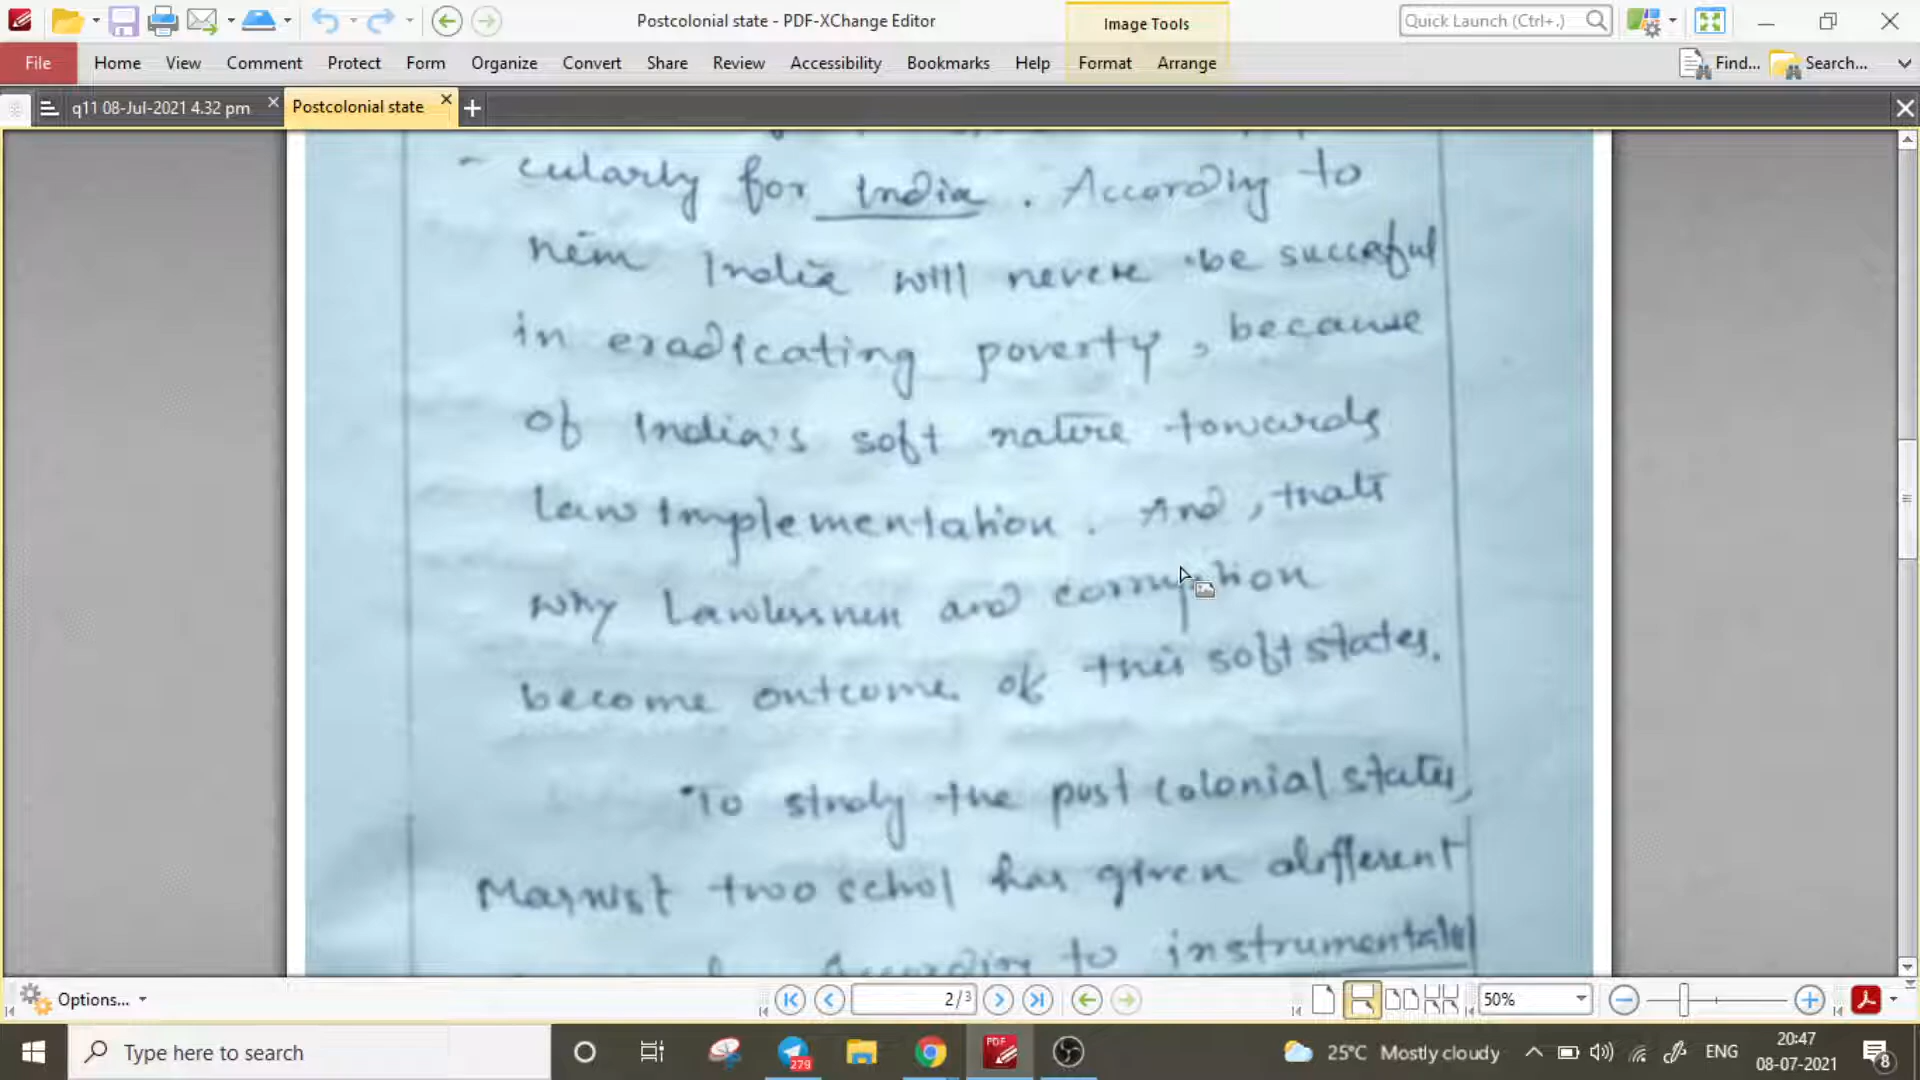 Postcolonial state - PDF-XChange Editor
Image Tools
Quick Launch (Ctrl+.)
File Home View Comment Protect Form Organize Convert Share Review Accessibility Bookmarks Help Format Arrange Find... Search...
q11 08-Jul-2021 4.32 pm Postcolonial state
- cularly for India. According to
them India will never be succesful
in eradicating poverty, because
of India's soft nature towards
law implementation. And, thats
why Lawlessness and corruption
become outcome of this soft states.
To study the post colonial states,
Marxist two schol has given different
According to instrumentalist
Options... 2/3 50%
Type here to search 279 PDF 25°C Mostly cloudy ENG 20:47
08-07-2021 8